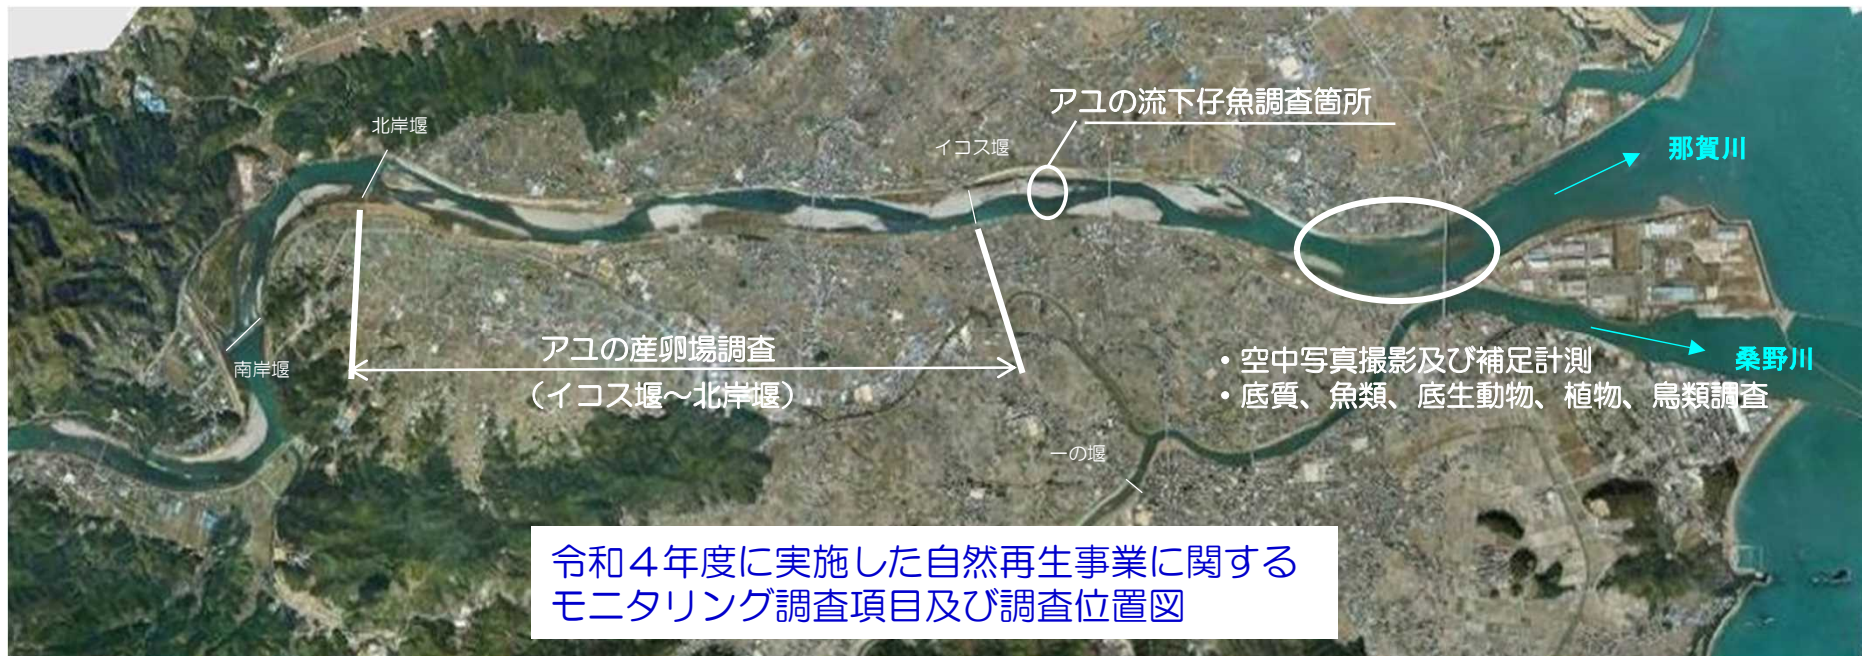 アユの流下仔魚調査箇所
北岸堰
イコス堰
那賀川
アユの産卵場調査
（イコス堰～北岸堰）
南岸堰
・空中写真撮影及び補足計測
・底質、魚類、底生動物、植物、鳥類調査
桑野川
一の堰
令和４年度に実施した自然再生事業に関する
モニタリング調査項目及び調査位置図